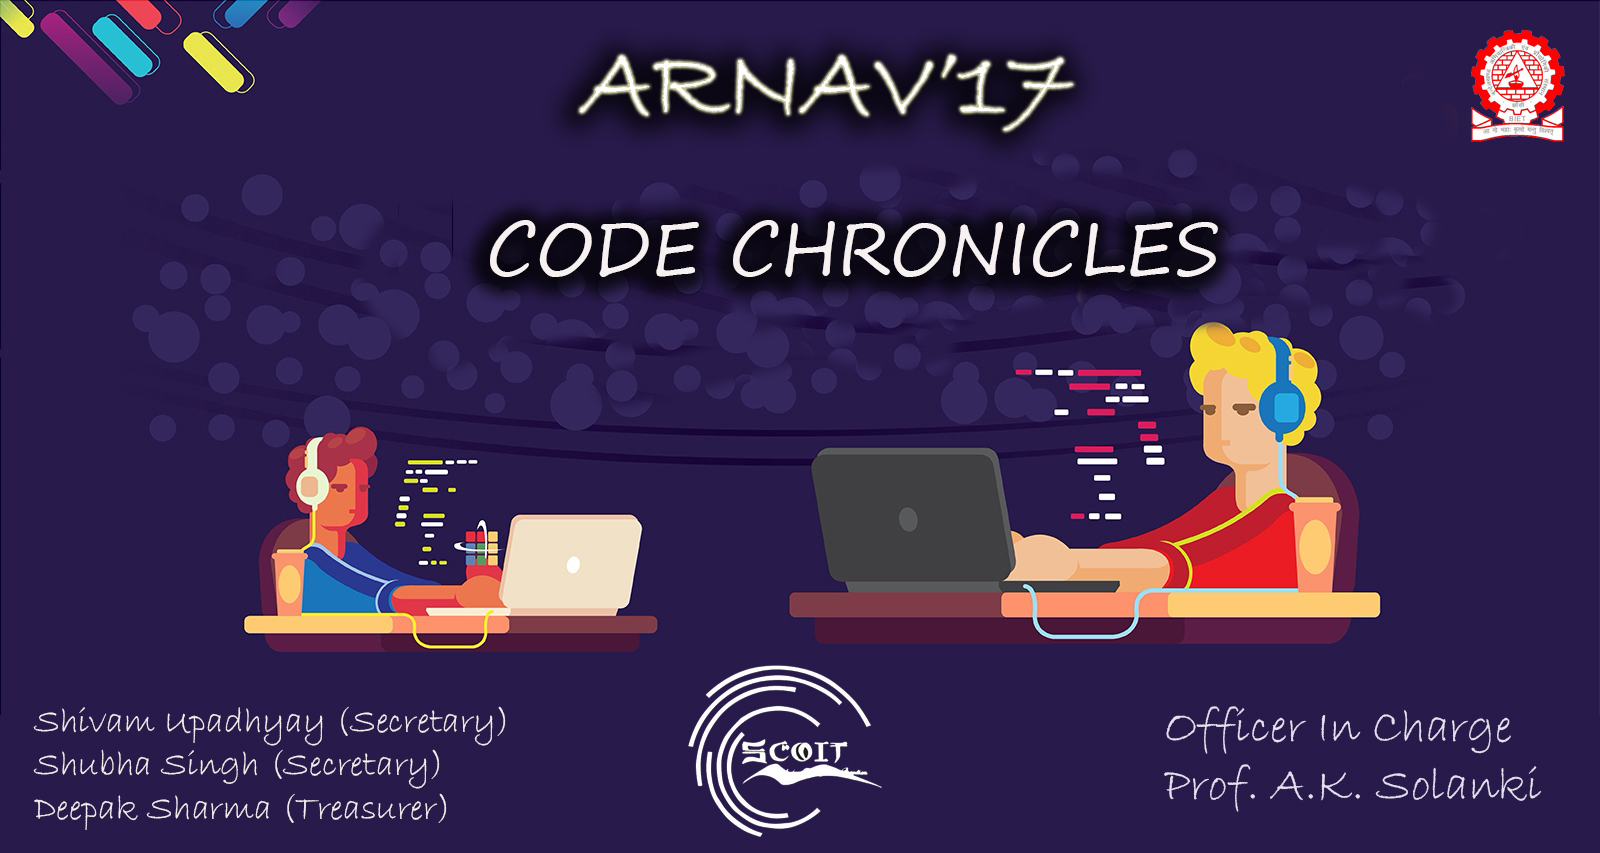 ARNAV'17
CODE CHRONICLES
BIET
SCOIT
Shivam Upadhyay (Secretary)
Shubha Singh (Secretary)
Deepak Sharma (Treasurer)
Officer In Charge
Prof. A.K. Solanki